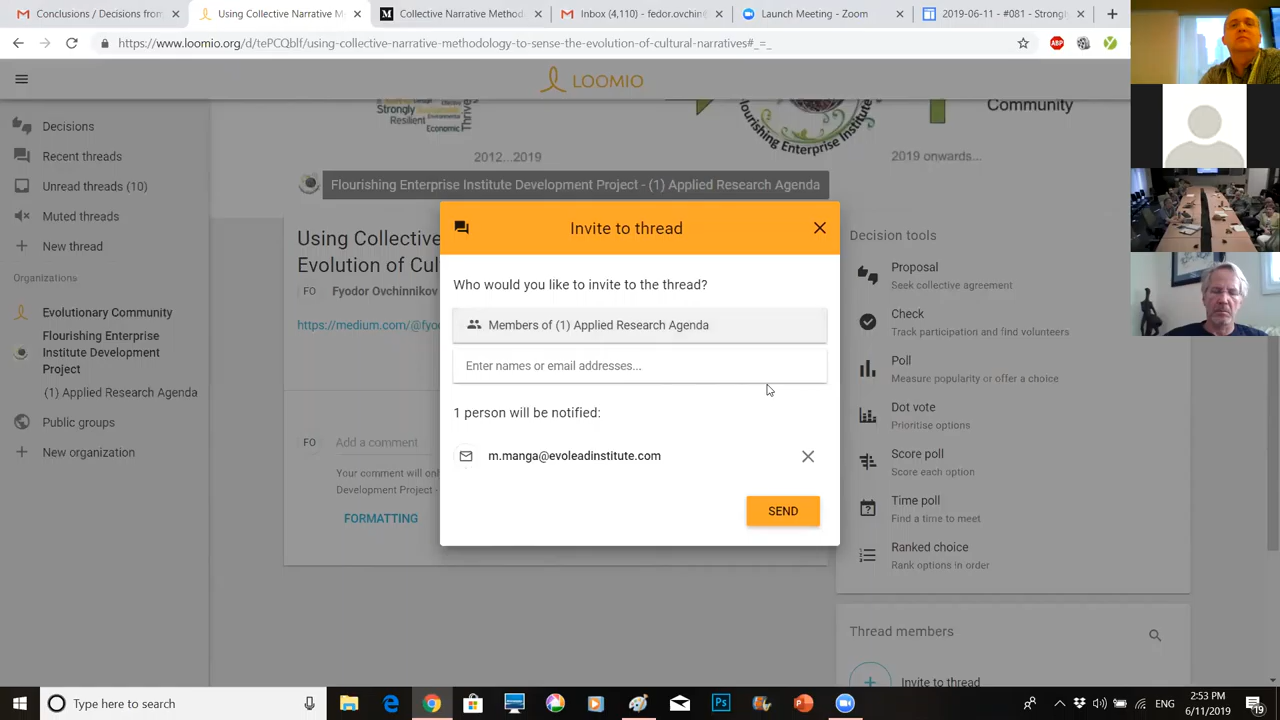 Conclusions / Decisions from
Using Collective Narrative M
Collective Narrative Methodo
Inbox (4,110) - fedor.ovchin
Launch Meeting - Zoom
2019-06-11 - #081 - Strongly
https://www.loomio.org/d/tePCQblf/using-collective-narrative-methodology-to-sense-the-evolution-of-cultural-narratives#_=_
ABP
LOOMIO
Strongly
Resilient
Effective
Economic
Thrive
2012...2019
Flourishing Enterprise Institute
Community
2019 onwards...
Decisions
Recent threads
Unread threads (10)
Muted threads
New thread
Organizations
Evolutionary Community
Flourishing Enterprise
Institute Development
Project
(1) Applied Research Agenda
Public groups
New organization
Flourishing Enterprise Institute Development Project - (1) Applied Research Agenda
Using Collective
Evolution of Cul
FO
Fyodor Ovchinnikov
https://medium.com/@fyo
FO
Add a comment
Your comment will onl
Development Project -
FORMATTING
Invite to thread
Who would you like to invite to the thread?
Members of (1) Applied Research Agenda
Enter names or email addresses...
1 person will be notified:
m.manga@evoleadinstitute.com
SEND
Decision tools
Proposal
Seek collective agreement
Check
Track participation and find volunteers
Poll
Measure popularity or offer a choice
Dot vote
Prioritise options
Score poll
Score each option
Time poll
Find a time to meet
Ranked choice
Rank options in order
Thread members
Invite to thread
Type here to search
Ps
ENG
2:53 PM
6/11/2019
19